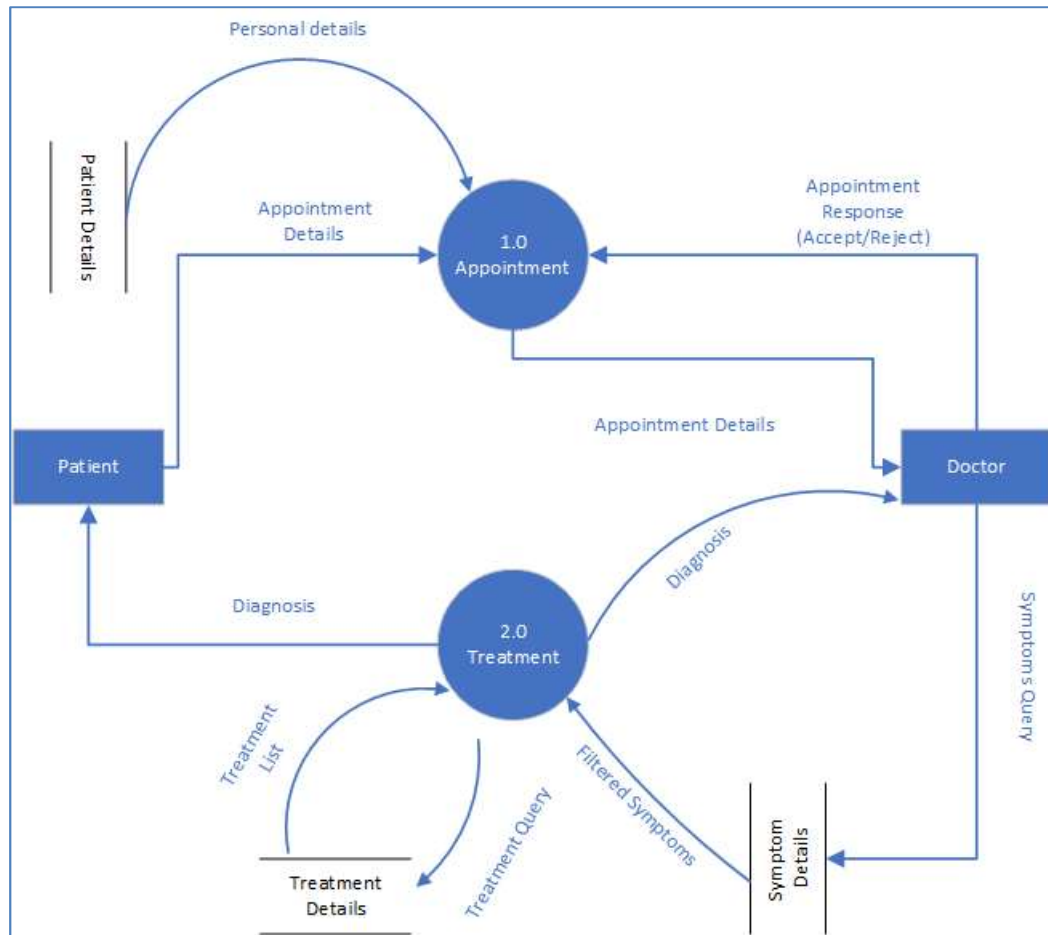 Personal details
Patient Details
Appointment
Details
1.0
Appointment
Appointment
Response
(Accept/Reject)
Appointment Details
Patient
Doctor
Diagnosis
Diagnosis
2.0
Treatment
Symptoms Query
Treatment
List
Treatment Query
Filtered Symptoms
Symptom
Details
Treatment
Details